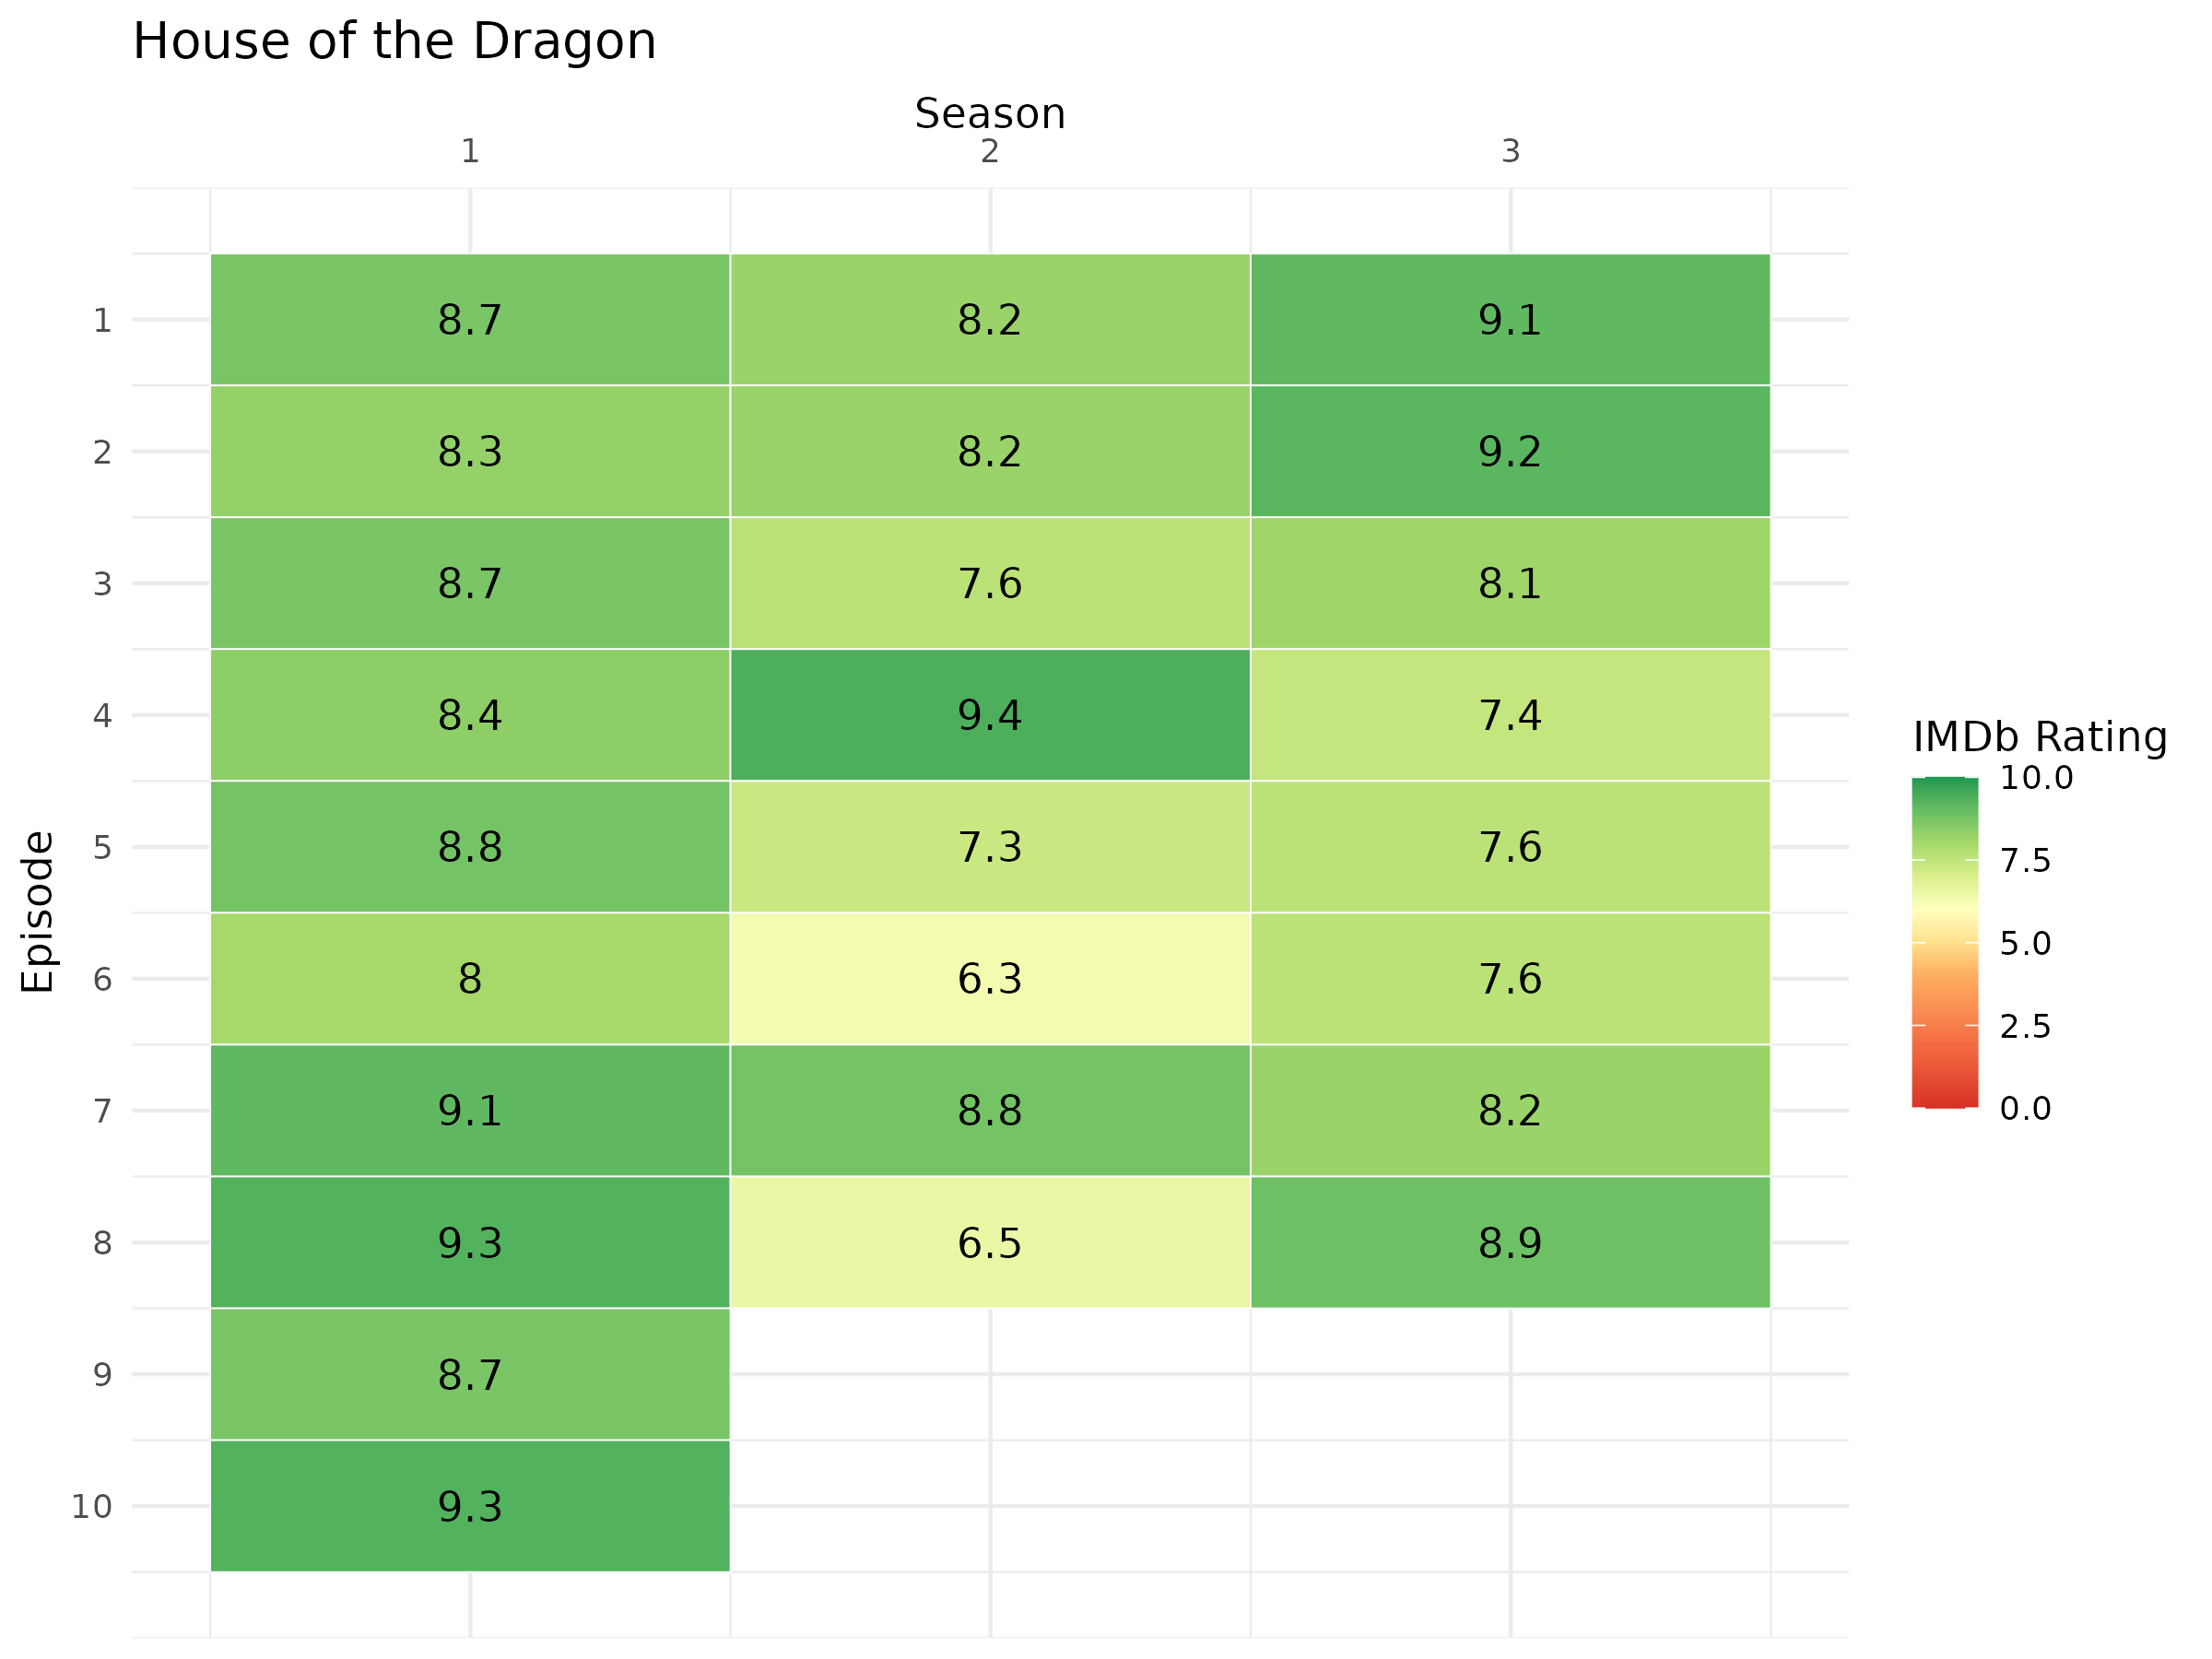 House of the Dragon
Season
1 2 3
1 8.7 8.2 9.1
2 8.3 8.2 9.2
3 8.7 7.6 8.1
4 8.4 9.4 7.4
5 8.8 7.3 7.6
6 8 6.3 7.6
7 9.1 8.8 8.2
8 9.3 6.5 8.9
9 8.7
10 9.3
Episode
IMDb Rating
10.0
7.5
5.0
2.5
0.0